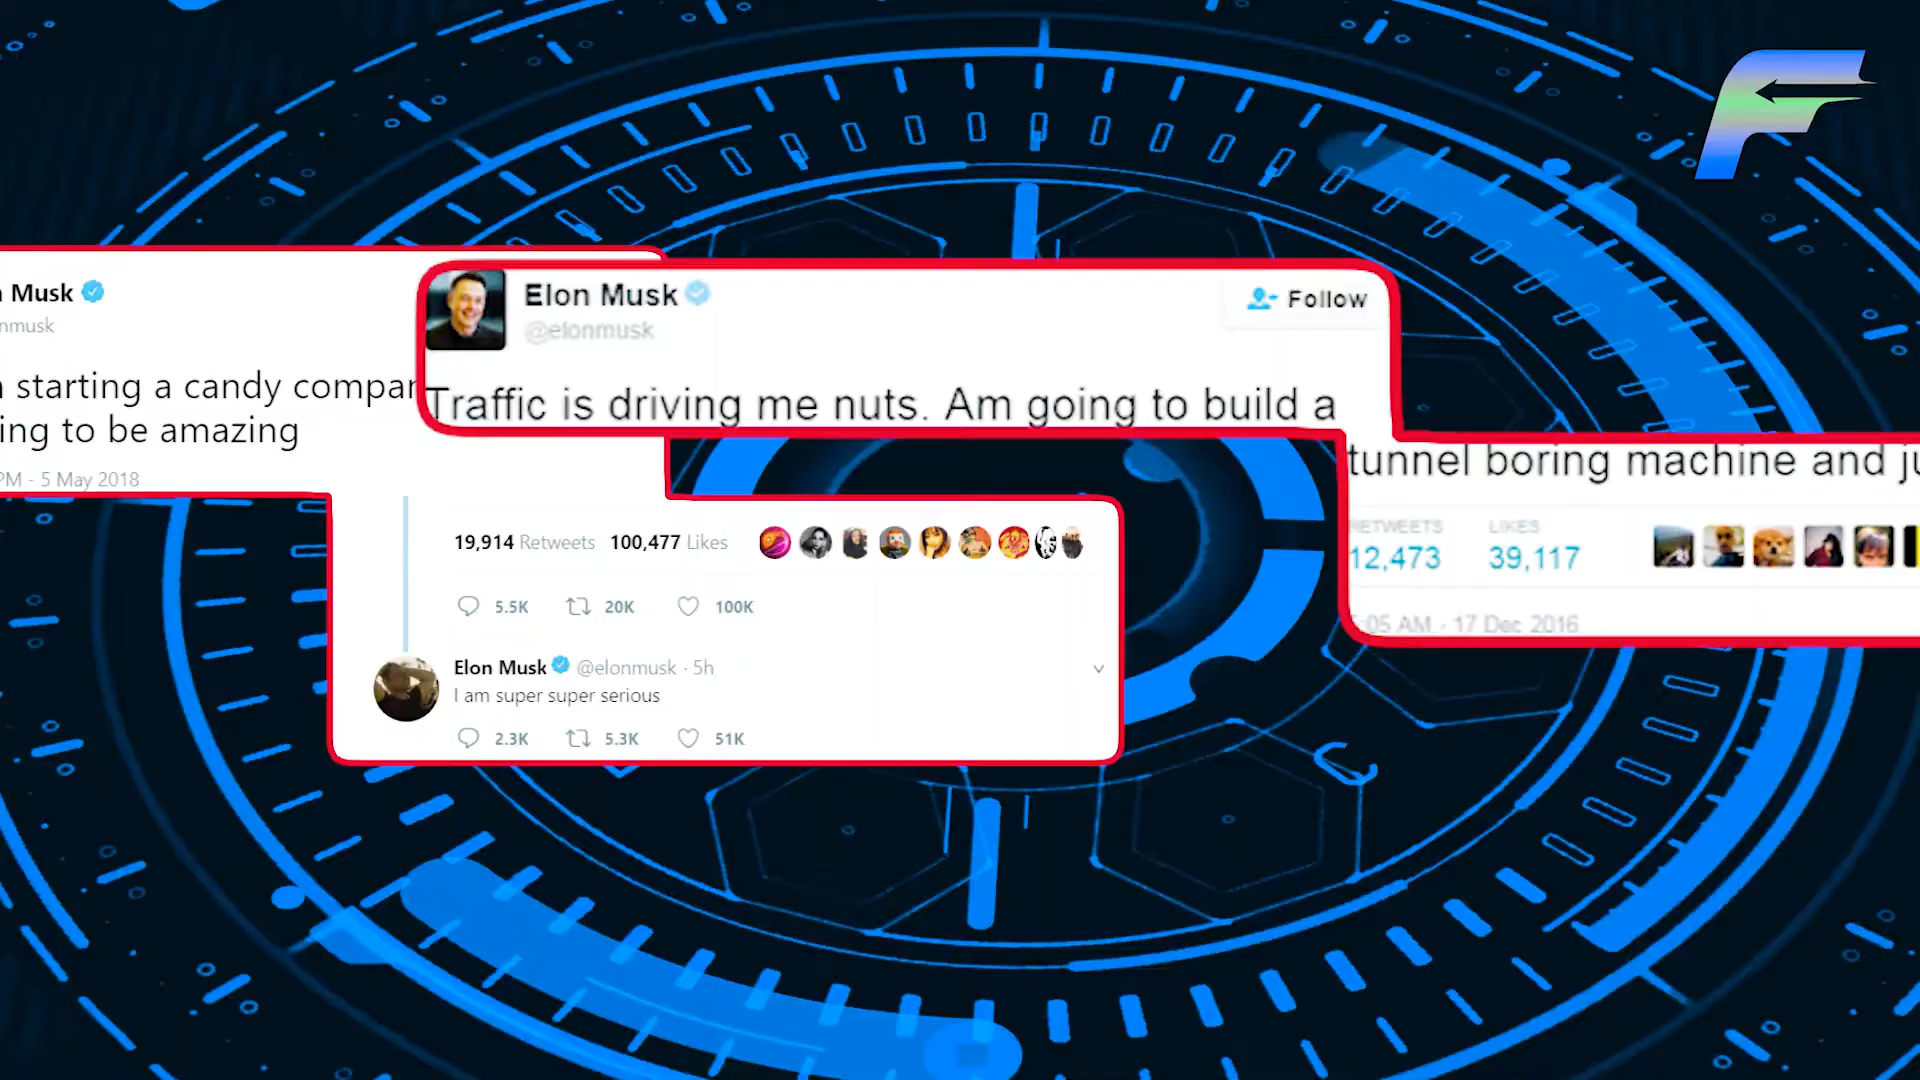 Musk
nmusk
starting a candy compan
ing to be amazing
PM - 5 May 2018
Elon Musk
@elonmusk
Follow
Traffic is driving me nuts. Am going to build a
tunnel boring machine and ju
RETWEETS LIKES
12,473 39,117
:05 AM - 17 Dec 2016
19,914 Retweets 100,477 Likes
5.5K 20K 100K
Elon Musk @elonmusk · 5h
I am super super serious
2.3K 5.3K 51K
F